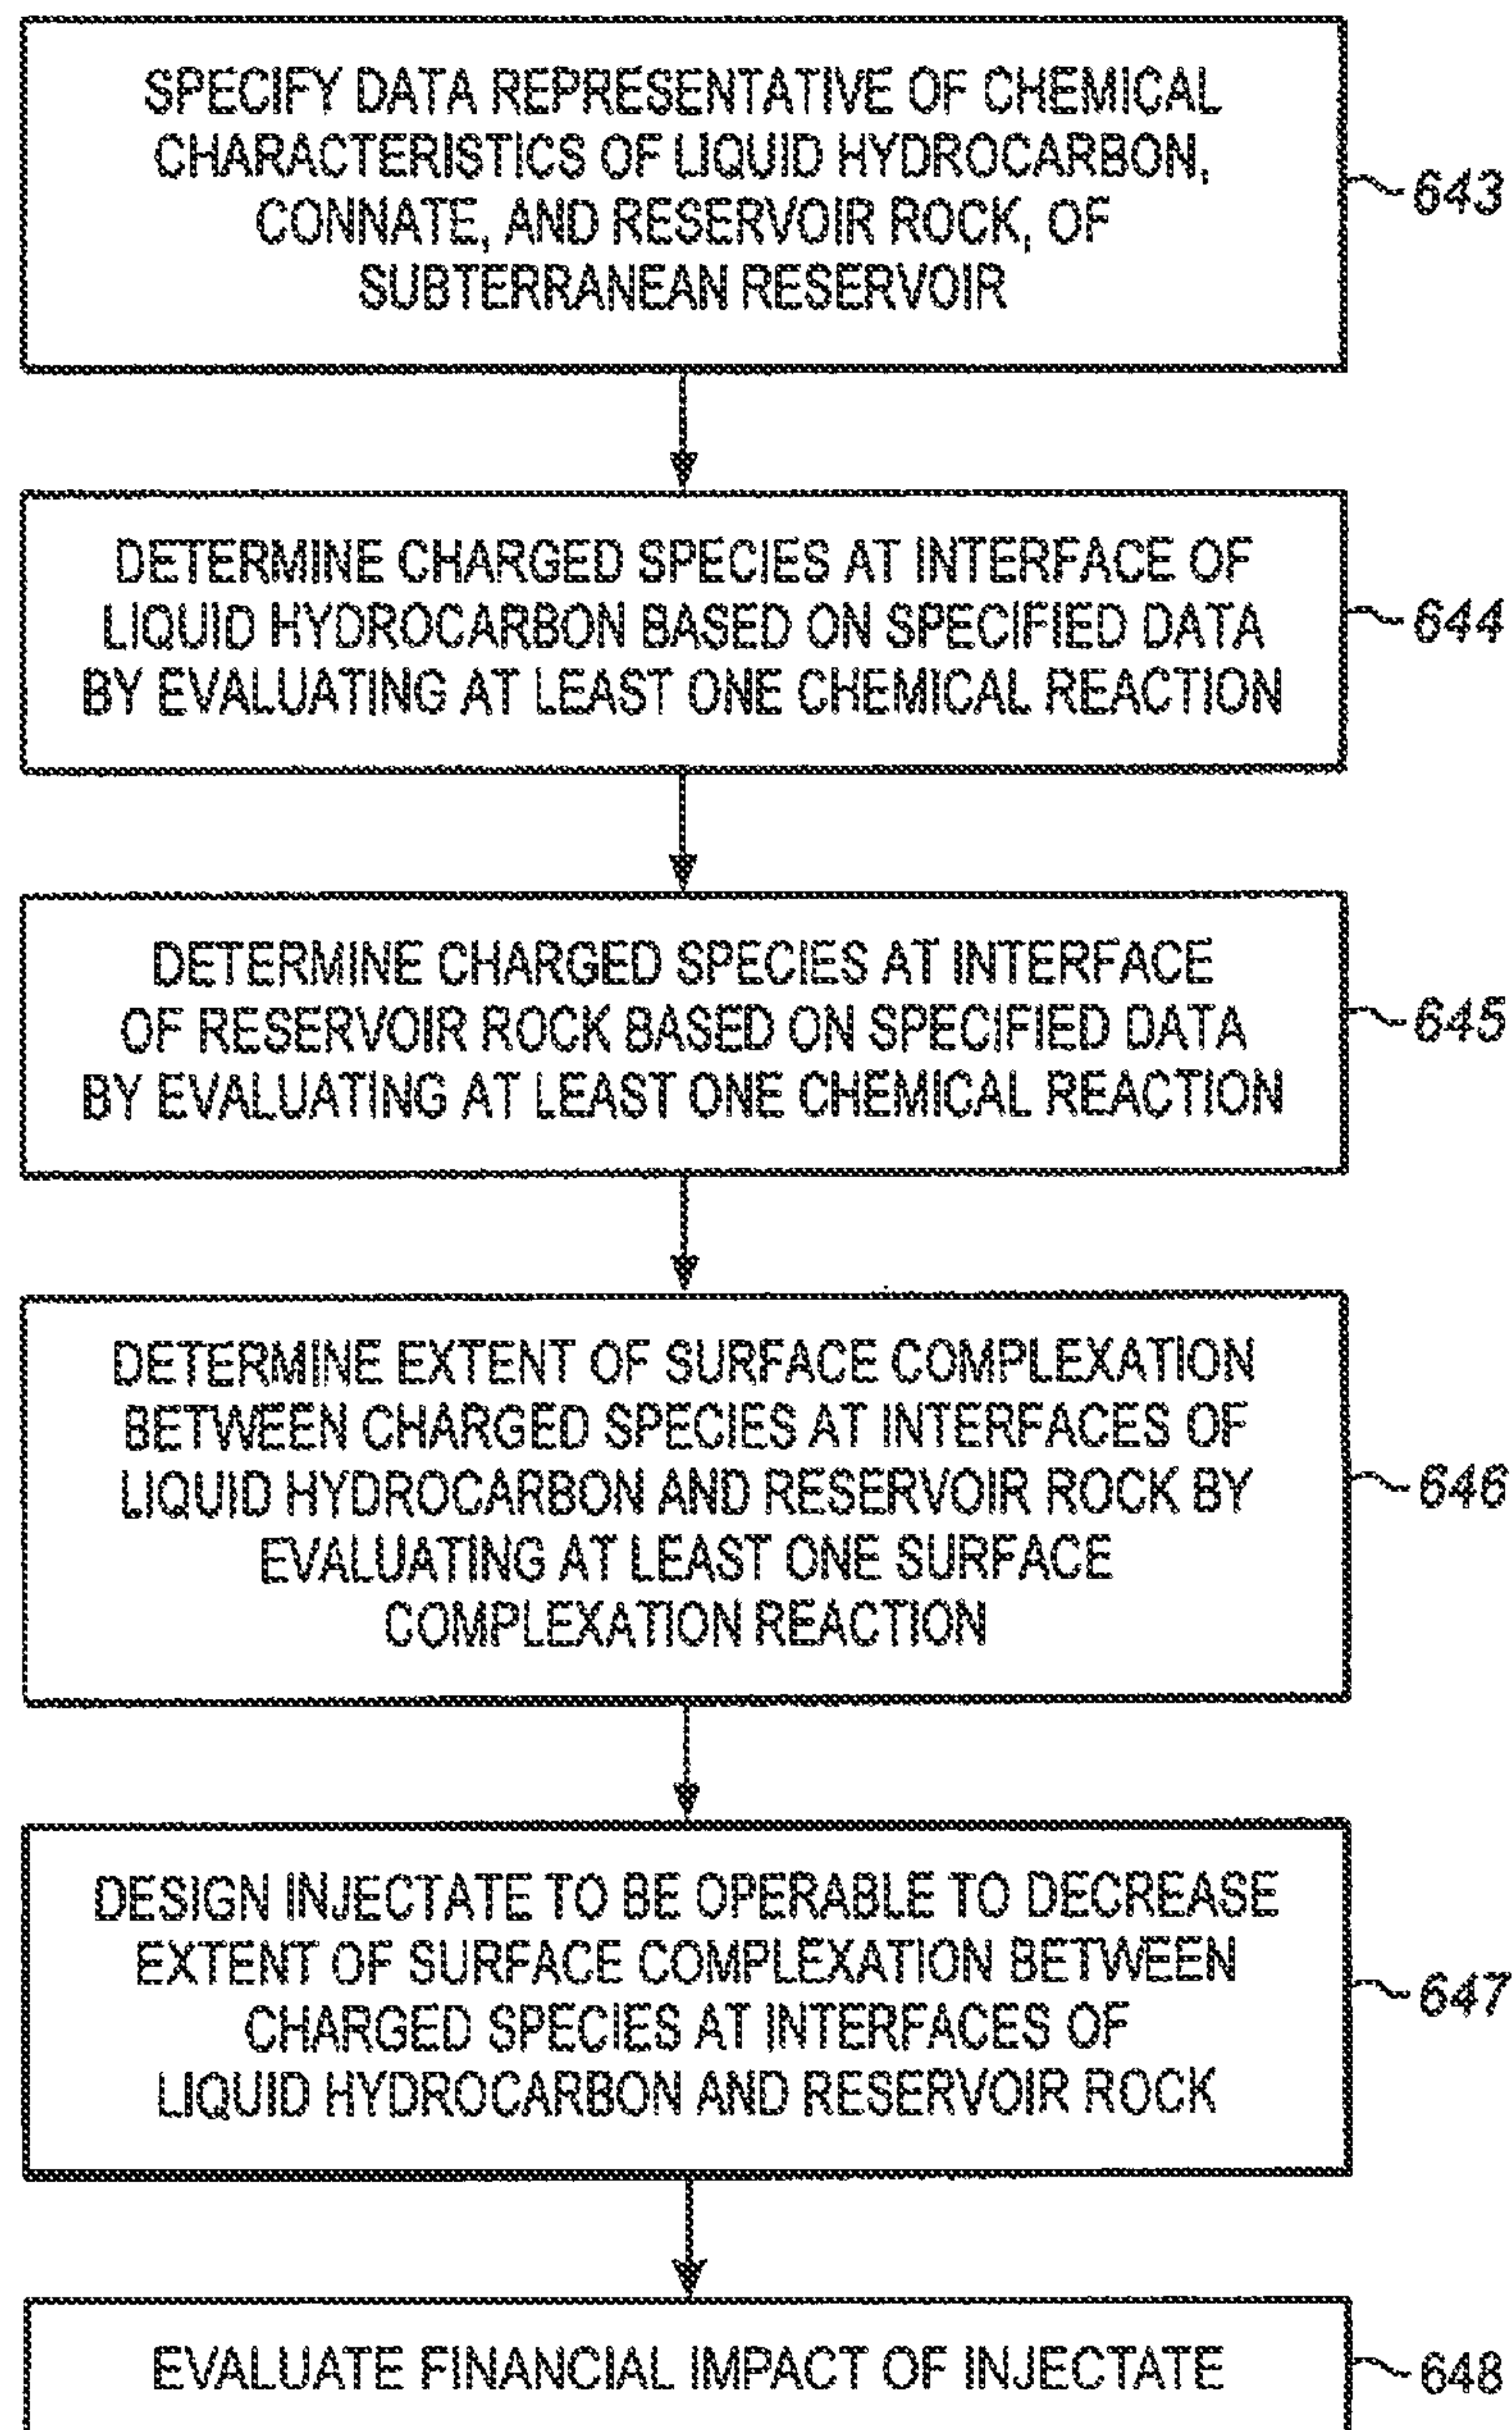 SPECIFY DATA REPRESENTATIVE OF CHEMICAL
CHARACTERISTICS OF LIQUID HYDROCARBON,
CONNATE, AND RESERVOIR ROCK, OF
SUBTERRANEAN RESERVOIR
643
DETERMINE CHARGED SPECIES AT INTERFACE OF
LIQUID HYDROCARBON BASED ON SPECIFIED DATA
BY EVALUATING AT LEAST ONE CHEMICAL REACTION
644
DETERMINE CHARGED SPECIES AT INTERFACE
OF RESERVOIR ROCK BASED ON SPECIFIED DATA
BY EVALUATING AT LEAST ONE CHEMICAL REACTION
645
DETERMINE EXTENT OF SURFACE COMPLEXATION
BETWEEN CHARGED SPECIES AT INTERFACES OF
LIQUID HYDROCARBON AND RESERVOIR ROCK BY
EVALUATING AT LEAST ONE SURFACE
COMPLEXATION REACTION
646
DESIGN INJECTATE TO BE OPERABLE TO DECREASE
EXTENT OF SURFACE COMPLEXATION BETWEEN
CHARGED SPECIES AT INTERFACES OF
LIQUID HYDROCARBON AND RESERVOIR ROCK
647
EVALUATE FINANCIAL IMPACT OF INJECTATE
648